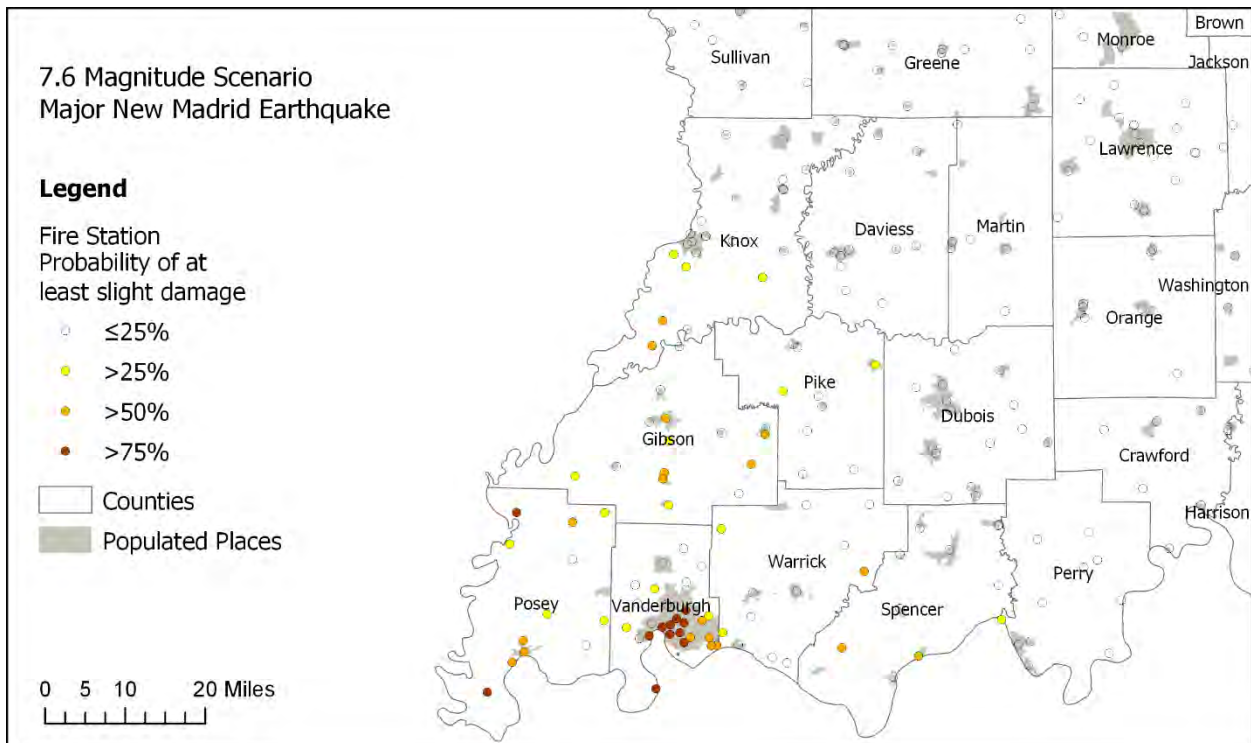 7.6 Magnitude Scenario
Major New Madrid Earthquake
Legend
Fire Station
Probability of at
least slight damage
≤25%
>25%
>50%
>75%
Counties
Populated Places
0 5 10 20 Miles
Brown
Monroe
Sullivan
Greene
Jackson
Lawrence
Daviess
Martin
Knox
Washington
Orange
Pike
Dubois
Gibson
Crawford
Harrison
Warrick
Perry
Posey
Vanderburgh
Spencer